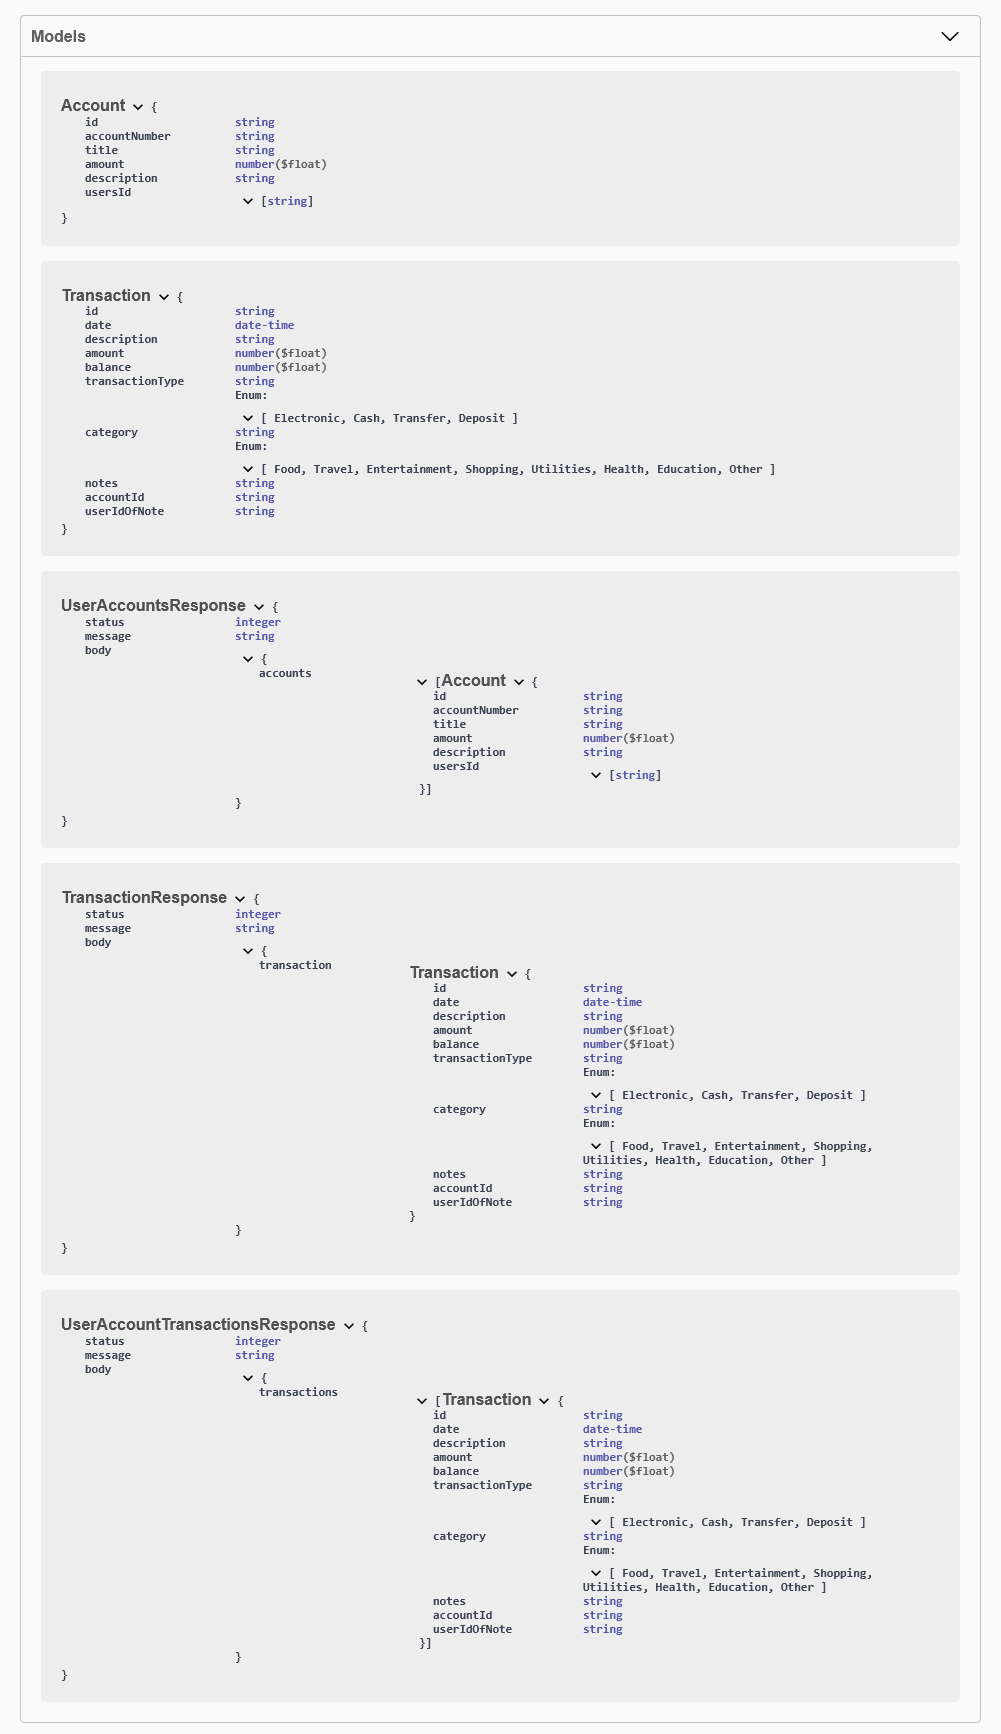 Models
Account {
id string
accountNumber string
title string
amount number($float)
description string
usersId
[string]
}
Transaction {
id string
date date-time
description string
amount number($float)
balance number($float)
transactionType string
Enum:
[ Electronic, Cash, Transfer, Deposit ]
category string
Enum:
[ Food, Travel, Entertainment, Shopping, Utilities, Health, Education, Other ]
notes string
accountId string
userIdOfNote string
}
UserAccountsResponse {
status integer
message string
body
{
accounts
[Account {
id string
accountNumber string
title string
amount number($float)
description string
usersId
[string]
}]
}
}
TransactionResponse {
status integer
message string
body
{
transaction
Transaction {
id string
date date-time
description string
amount number($float)
balance number($float)
transactionType string
Enum:
[ Electronic, Cash, Transfer, Deposit ]
category string
Enum:
[ Food, Travel, Entertainment, Shopping,
Utilities, Health, Education, Other ]
notes string
accountId string
userIdOfNote string
}
}
}
UserAccountTransactionsResponse {
status integer
message string
body
{
transactions
[Transaction {
id string
date date-time
description string
amount number($float)
balance number($float)
transactionType string
Enum:
[ Electronic, Cash, Transfer, Deposit ]
category string
Enum:
[ Food, Travel, Entertainment, Shopping,
Utilities, Health, Education, Other ]
notes string
accountId string
userIdOfNote string
}]
}
}